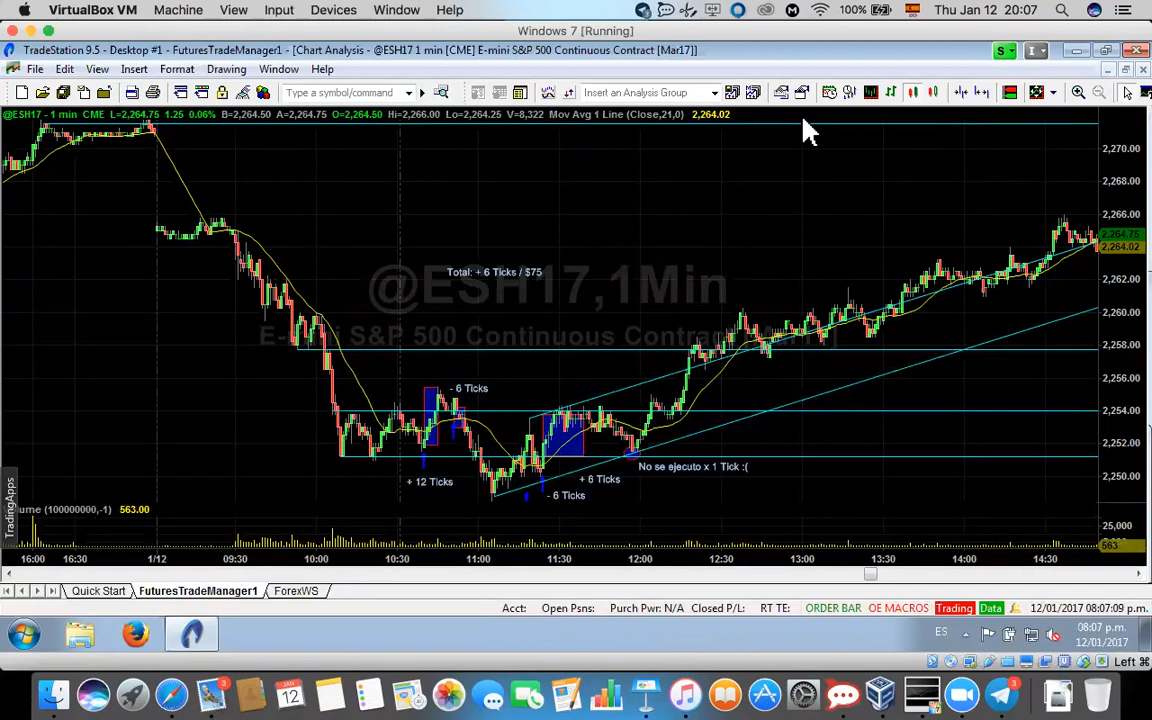 VirtualBox VM Machine View Input Devices Window Help 100% Thu Jan 12 20:07
Windows 7 [Running]
TradeStation 9.5 - Desktop #1 - FuturesTradeManager1 - [Chart Analysis - @ESH17 1 min [CME] E-mini S&P 500 Continuous Contract [Mar17]]
S I
File Edit View Insert Format Drawing Window Help
Type a symbol/command Insert an Analysis Group
@ESH17 - 1 min CME L=2,264.75 1.25 0.06% B=2,264.50 A=2,264.75 O=2,264.50 Hi=2,266.00 Lo=2,264.25 V=8,322 Mov Avg 1 Line (Close,21,0) 2,264.02
2,270.00
2,268.00
2,266.00
2,264.75
2,264.02
2,262.00
2,260.00
2,258.00
2,256.00
2,254.00
2,252.00
2,250.00
Total: + 6 Ticks / $75
@ESH17,1Min
E-mini S&P 500 Continuous Contract
- 6 Ticks
No se ejecuto x 1 Tick :(
+ 12 Ticks
+ 6 Ticks
- 6 Ticks
TradingApps
(100000000,-1) 563.00
25,000
563
16:00 16:30 1/12 09:30 10:00 10:30 11:00 11:30 12:00 12:30 13:00 13:30 14:00 14:30
Quick Start FuturesTradeManager1 ForexWS
Acct: Open Psns: Purch Pwr: N/A Closed P/L: RT TE: ORDER BAR OE MACROS Trading Data 12/01/2017 08:07:09 p.m.
ES 08:07 p.m.
12/01/2017
Left ⌘
3 JAN 12 3